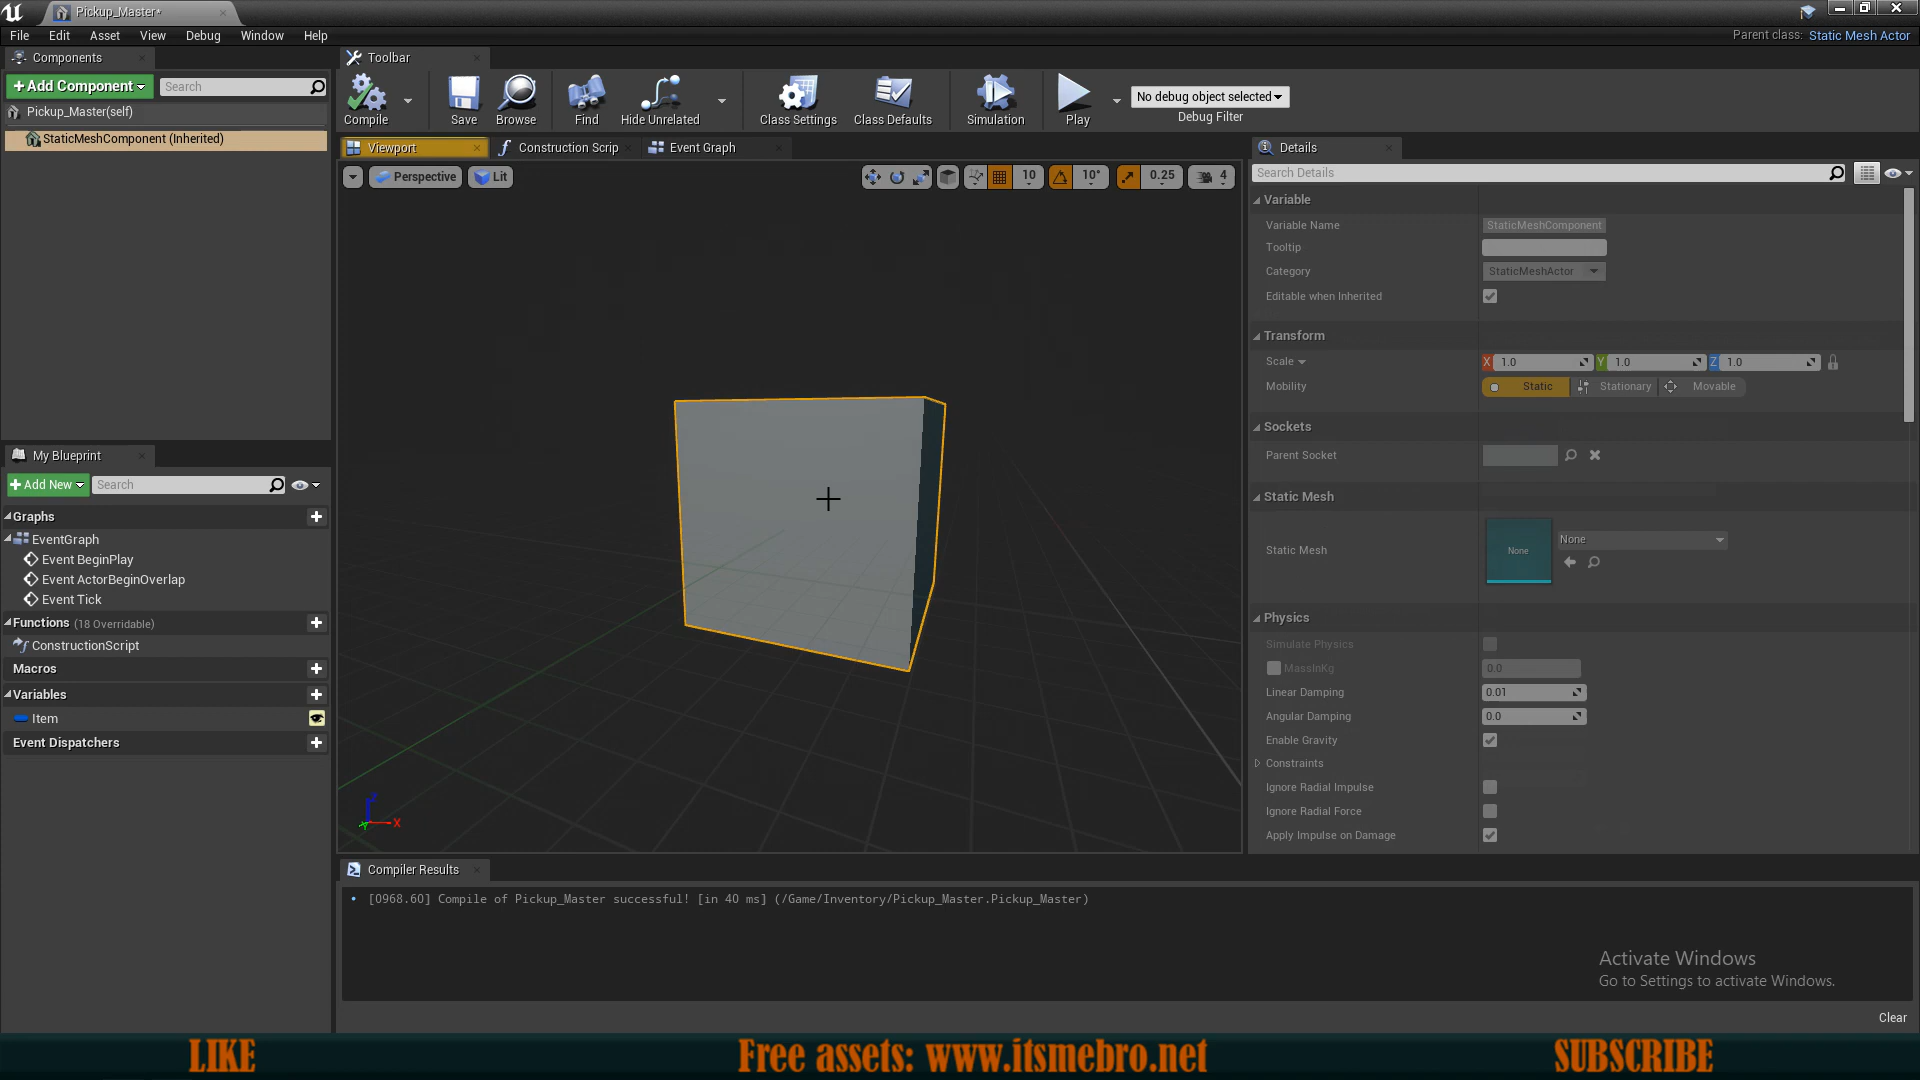 Pickup_Master*
File Edit Asset View Debug Window Help
Parent class: Static Mesh Actor
Components
Toolbar
+ Add Component
Search
Pickup_Master(self)
StaticMeshComponent (Inherited)
Compile
Save
Browse
Find
Hide Unrelated
Class Settings
Class Defaults
Simulation
Play
No debug object selected
Debug Filter
Viewport
Construction Scrip
Event Graph
Perspective
Lit
10
10°
0.25
4
My Blueprint
+ Add New
Search
Graphs
EventGraph
Event BeginPlay
Event ActorBeginOverlap
Event Tick
Functions (18 Overridable)
ConstructionScript
Macros
Variables
Item
Event Dispatchers
X
Details
Search Details
Variable
Variable Name StaticMeshComponent
Tooltip
Category StaticMeshActor
Editable when Inherited
Transform
Scale X 1.0 Y 1.0 Z 1.0
Mobility Static Stationary Movable
Sockets
Parent Socket
Static Mesh
Static Mesh None None
Physics
Simulate Physics
MassInKg 0.0
Linear Damping 0.01
Angular Damping 0.0
Enable Gravity
Constraints
Ignore Radial Impulse
Ignore Radial Force
Apply Impulse on Damage
Compiler Results
[0968.60] Compile of Pickup_Master successful! [in 40 ms] (/Game/Inventory/Pickup_Master.Pickup_Master)
Activate Windows
Go to Settings to activate Windows.
Clear
LIKE
Free assets: www.itsmebro.net
SUBSCRIBE